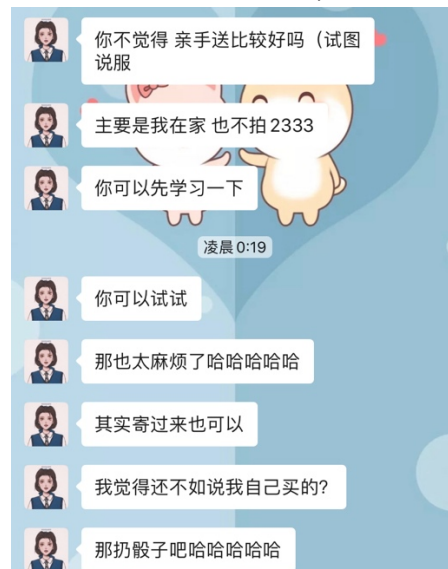 你不觉得 亲手送比较好吗（试图
说服
主要是我在家 也不拍2333
你可以先学习一下
凌晨0:19
你可以试试
那也太麻烦了哈哈哈哈哈
其实寄过来也可以
我觉得还不如说我自己买的?
那扔骰子吧哈哈哈哈哈